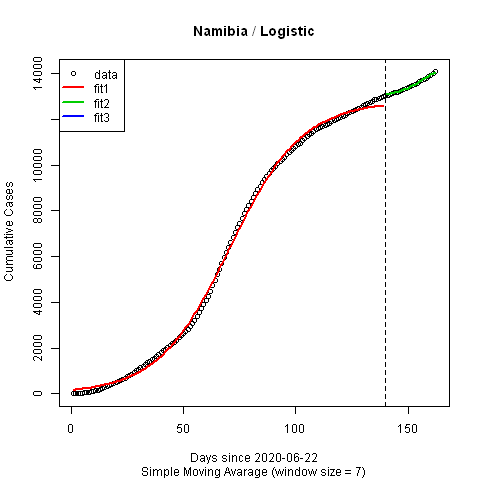 Namibia / Logistic
data
fit1
fit2
fit3
Cumulative Cases
14000
10000
8000
6000
4000
2000
0
0
50
100
150
Days since 2020-06-22
Simple Moving Avarage (window size = 7)